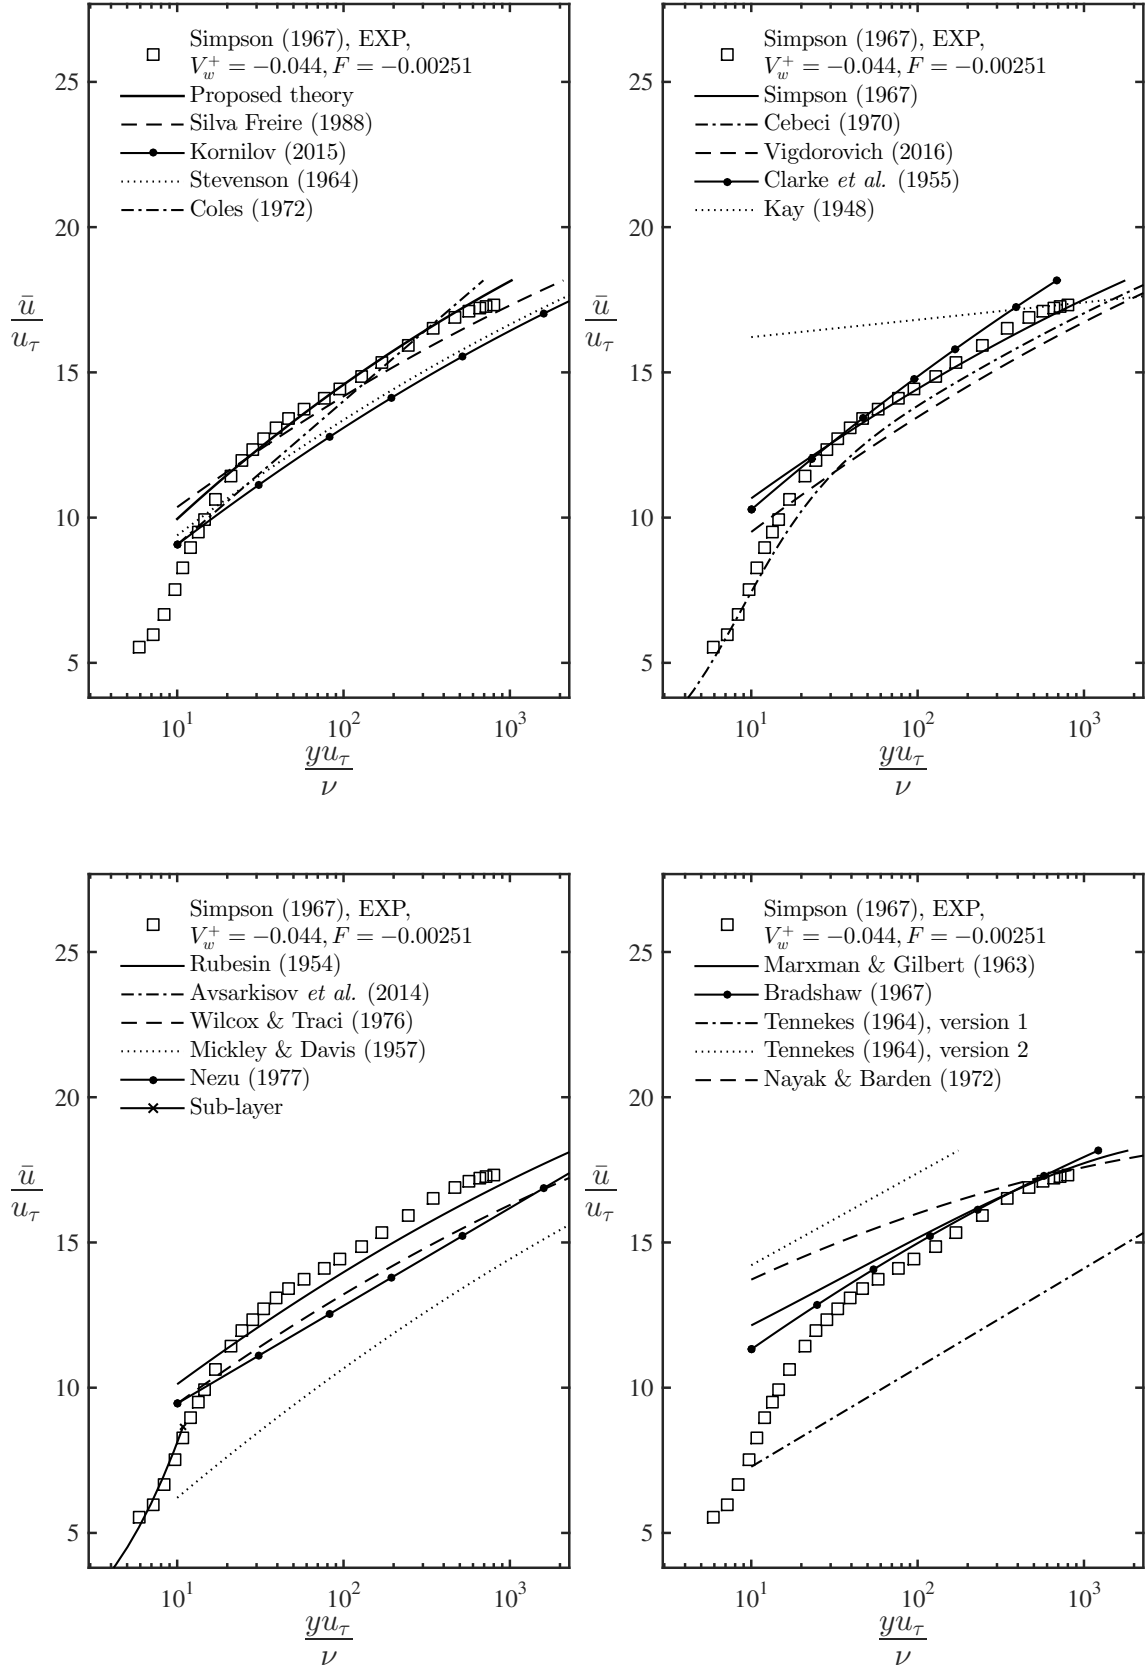 Simpson (1967), EXP,
V_w^+ = −0.044, F = −0.00251
Proposed theory
Silva Freire (1988)
Kornilov (2015)
Stevenson (1964)
Coles (1972)
25
20
15
10
5
ū/u_τ
10^1 10^2 10^3
yu_τ/ν
Simpson (1967), EXP,
V_w^+ = −0.044, F = −0.00251
Simpson (1967)
Cebeci (1970)
Vigdorovich (2016)
Clarke et al. (1955)
Kay (1948)
25
20
15
10
5
ū/u_τ
10^1 10^2 10^3
yu_τ/ν
Simpson (1967), EXP,
V_w^+ = −0.044, F = −0.00251
Rubesin (1954)
Avsarkisov et al. (2014)
Wilcox & Traci (1976)
Mickley & Davis (1957)
Nezu (1977)
Sub-layer
25
20
15
10
5
ū/u_τ
10^1 10^2 10^3
yu_τ/ν
Simpson (1967), EXP,
V_w^+ = −0.044, F = −0.00251
Marxman & Gilbert (1963)
Bradshaw (1967)
Tennekes (1964), version 1
Tennekes (1964), version 2
Nayak & Barden (1972)
25
20
15
10
5
ū/u_τ
10^1 10^2 10^3
yu_τ/ν